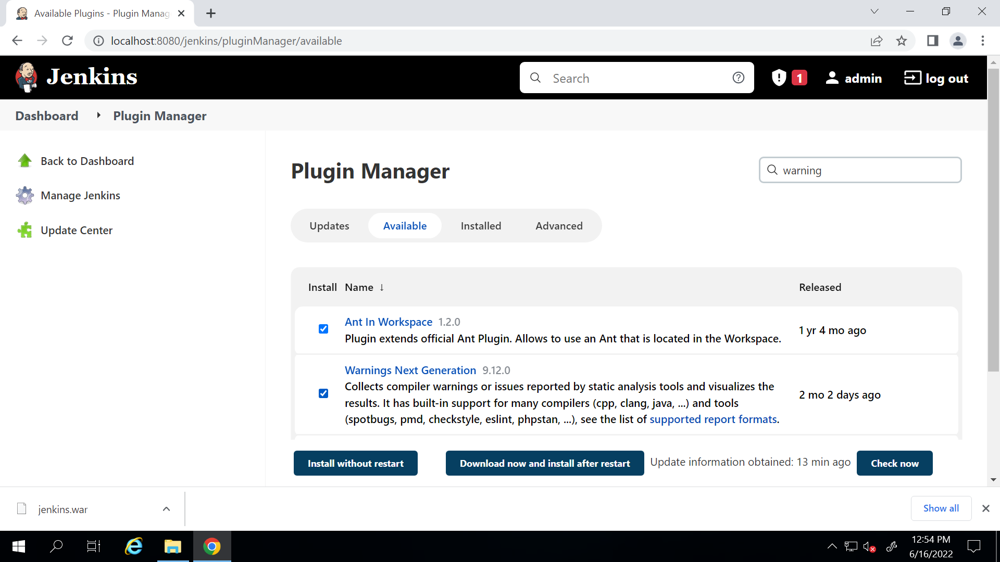 Available Plugins - Plugin Manag
localhost:8080/jenkins/pluginManager/available
Jenkins
Search
1
admin
log out
Dashboard
Plugin Manager
Back to Dashboard
Manage Jenkins
Update Center
Plugin Manager
warning
Updates
Available
Installed
Advanced
Install Name ↓ Released
Ant In Workspace 1.2.0
Plugin extends official Ant Plugin. Allows to use an Ant that is located in the Workspace.
1 yr 4 mo ago
Warnings Next Generation 9.12.0
Collects compiler warnings or issues reported by static analysis tools and visualizes the
results. It has built-in support for many compilers (cpp, clang, java, ...) and tools
(spotbugs, pmd, checkstyle, eslint, phpstan, ...), see the list of supported report formats.
2 mo 2 days ago
Install without restart
Download now and install after restart
Update information obtained: 13 min ago
Check now
jenkins.war
Show all
12:54 PM
6/16/2022